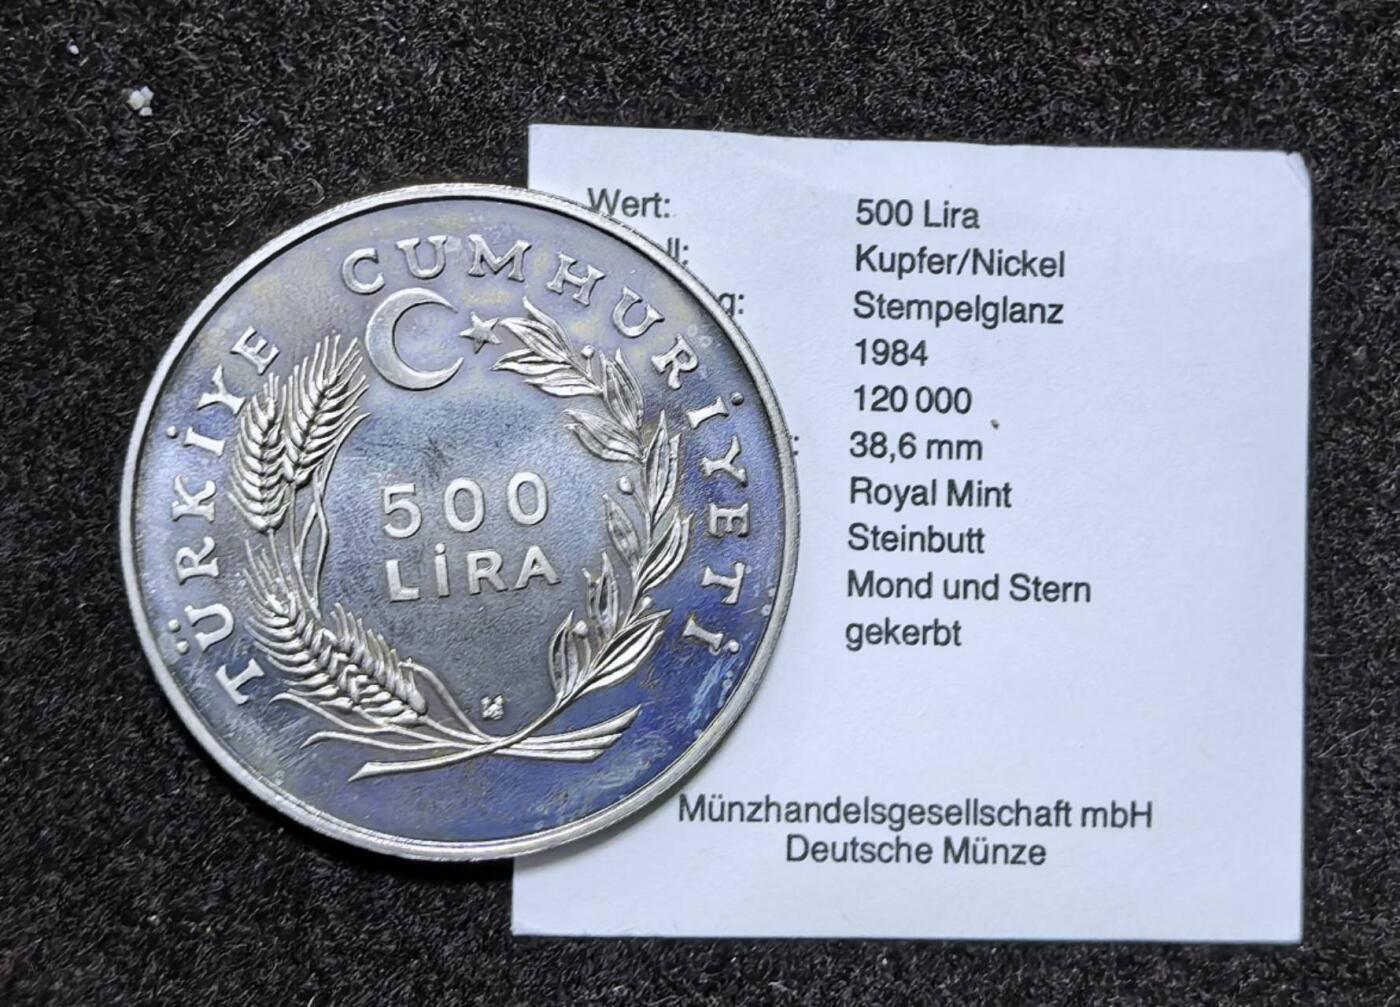 TÜRKİYE CUMHURİYETİ
500
LİRA
Wert: 500 Lira
Kupfer/Nickel
Stempelglanz
1984
120 000
38,6 mm
Royal Mint
Steinbutt
Mond und Stern
gekerbt
Münzhandelsgesellschaft mbH
Deutsche Münze